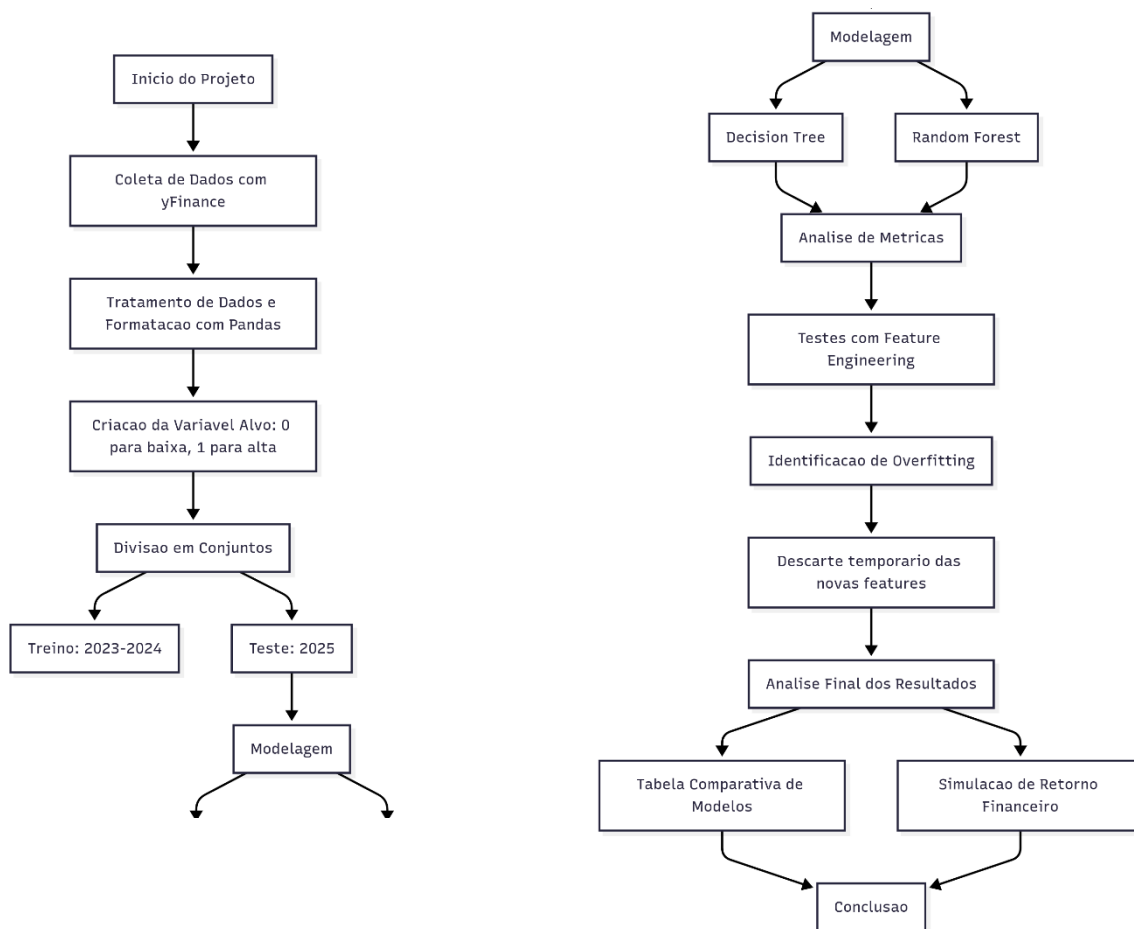 Inicio do Projeto
Coleta de Dados com
yFinance
Tratamento de Dados e
Formatacao com Pandas
Criacao da Variavel Alvo: 0
para baixa, 1 para alta
Divisao em Conjuntos
Treino: 2023-2024
Teste: 2025
Modelagem
Modelagem
Decision Tree
Random Forest
Analise de Metricas
Testes com Feature
Engineering
Identificacao de Overfitting
Descarte temporario das
novas features
Analise Final dos Resultados
Tabela Comparativa de
Modelos
Simulacao de Retorno
Financeiro
Conclusao